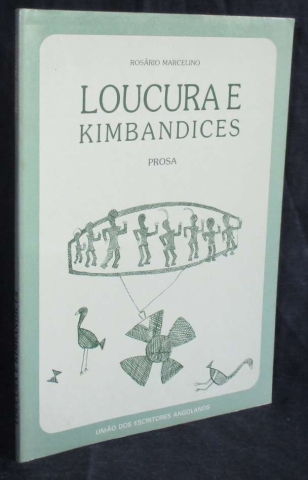 ROSÁRIO MARCELINO
LOUCURA E
KIMBANDICES
PROSA
UNIÃO DOS ESCRITORES ANGOLANOS